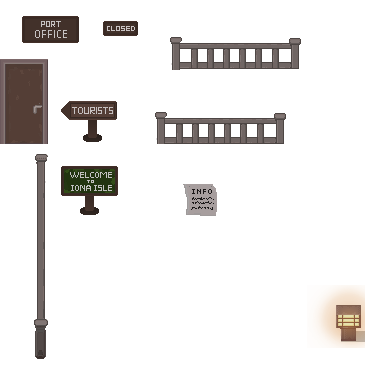 PORT
OFFICE
CLOSED
TOURISTS
WELCOME
TO
IONA ISLE
INFO